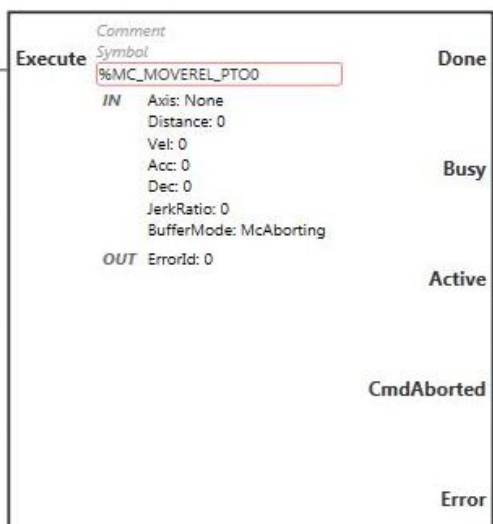 Comment
Execute Symbol Done
%MC_MOVEREL_PTO0
IN Axis: None
Distance: 0
Vel: 0
Acc: 0 Busy
Dec: 0
JerkRatio: 0
BufferMode: McAborting
OUT ErrorId: 0
Active
CmdAborted
Error